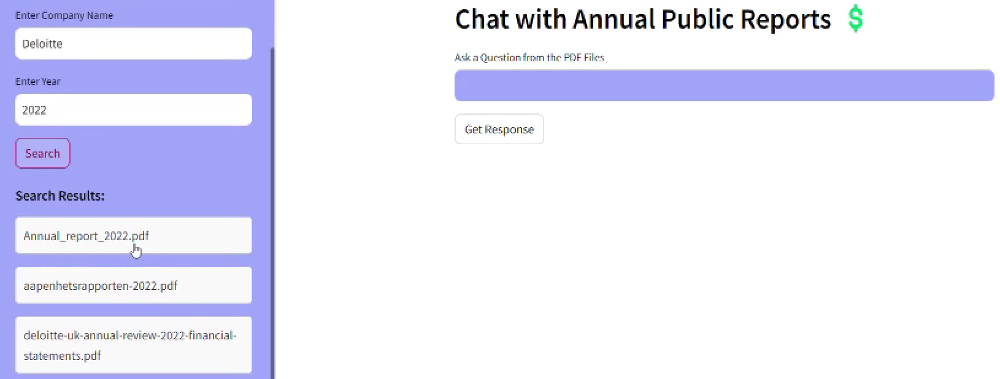 Enter Company Name
Deloitte
Enter Year
2022
Search
Search Results:
Annual_report_2022.pdf
aapenhetsrapporten-2022.pdf
deloitte-uk-annual-review-2022-financial-
statements.pdf
Chat with Annual Public Reports $
Ask a Question from the PDF Files
Get Response